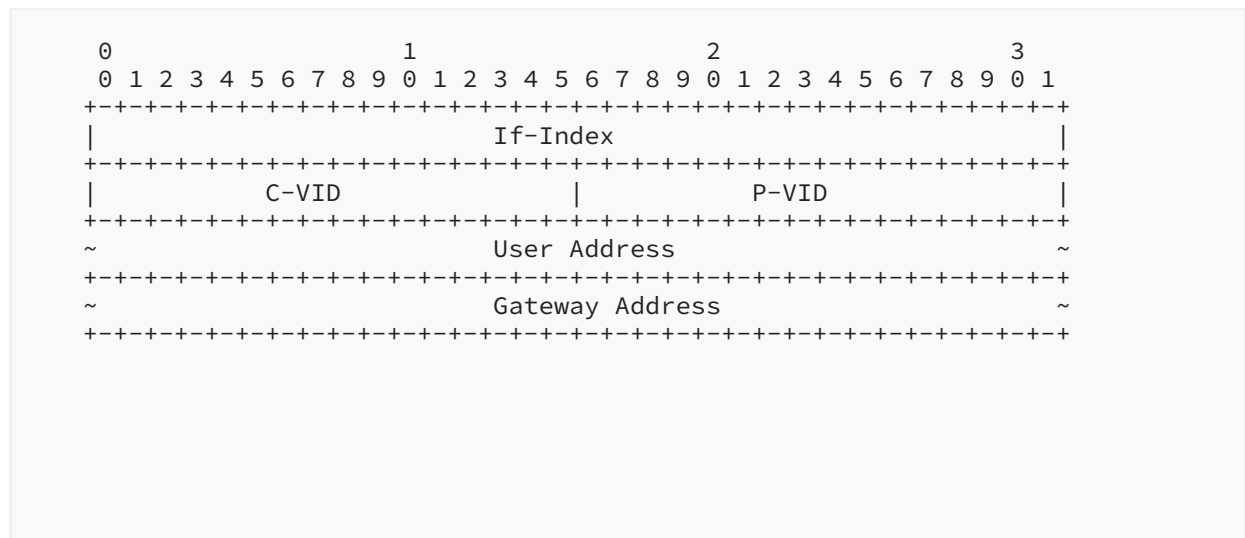 0                   1                   2                   3
 0 1 2 3 4 5 6 7 8 9 0 1 2 3 4 5 6 7 8 9 0 1 2 3 4 5 6 7 8 9 0 1
+-+-+-+-+-+-+-+-+-+-+-+-+-+-+-+-+-+-+-+-+-+-+-+-+-+-+-+-+-+-+-+-+
|                          If-Index                             |
+-+-+-+-+-+-+-+-+-+-+-+-+-+-+-+-+-+-+-+-+-+-+-+-+-+-+-+-+-+-+-+-+
|           C-VID               |           P-VID               |
+-+-+-+-+-+-+-+-+-+-+-+-+-+-+-+-+-+-+-+-+-+-+-+-+-+-+-+-+-+-+-+-+
~                          User Address                         ~
+-+-+-+-+-+-+-+-+-+-+-+-+-+-+-+-+-+-+-+-+-+-+-+-+-+-+-+-+-+-+-+-+
~                          Gateway Address                      ~
+-+-+-+-+-+-+-+-+-+-+-+-+-+-+-+-+-+-+-+-+-+-+-+-+-+-+-+-+-+-+-+-+